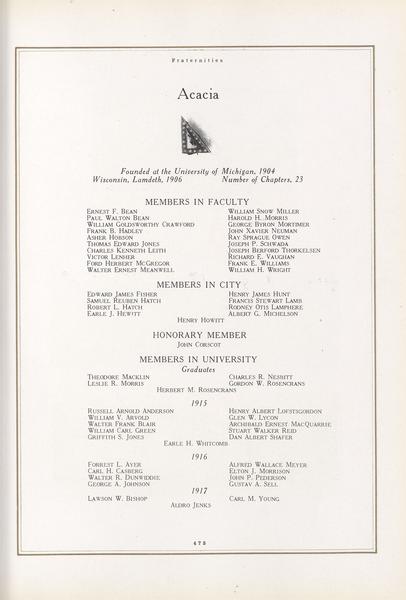 Fraternities
Acacia
Founded at the University of Michigan, 1904
Wisconsin, Lamdeth, 1906 Number of Chapters, 23
MEMBERS IN FACULTY
Ernest F. Bean William Snow Miller
Paul Walton Bean Harold H. Morris
William Goldsworthy Crawford George Byron Mortimer
Frank B. Hadley John Xavier Neuman
Asher Hobson Ray Sprague Owen
Thomas Edward Jones Joseph P. Schwada
Charles Kenneth Leith Joseph Berford Thorkelsen
Victor Lenher Richard E. Vaughan
Ford Herbert McGregor Frank E. Williams
Walter Ernest Meanwell William H. Wright
MEMBERS IN CITY
Edward James Fisher Henry James Hunt
Samuel Reuben Hatch Francis Stewart Lamb
Robert L. Hatch Rodney Otis Lamphere
Earle J. Hewitt Albert G. Michelson
Henry Howitt
HONORARY MEMBER
John Corscot
MEMBERS IN UNIVERSITY
Graduates
Theodore Macklin Charles R. Nesbitt
Leslie R. Morris Gordon W. Rosencrans
Herbert M. Rosencrans
1915
Russell Arnold Anderson Henry Albert Loftsgordon
William V. Arvold Glen W. Lycon
Walter Frank Blair Archibald Ernest MacQuarrie
William Carl Green Stuart Walker Reid
Griffith S. Jones Dan Albert Shafer
Earle H. Whitcomb
1916
Forrest L. Ayer Alfred Wallace Meyer
Carl H. Casberg Elton J. Morrison
Walter R. Dunwiddie John P. Pederson
George A. Johnson Gustav A. Sell
1917
Lawson W. Bishop Carl M. Young
Aldro Jenks
475